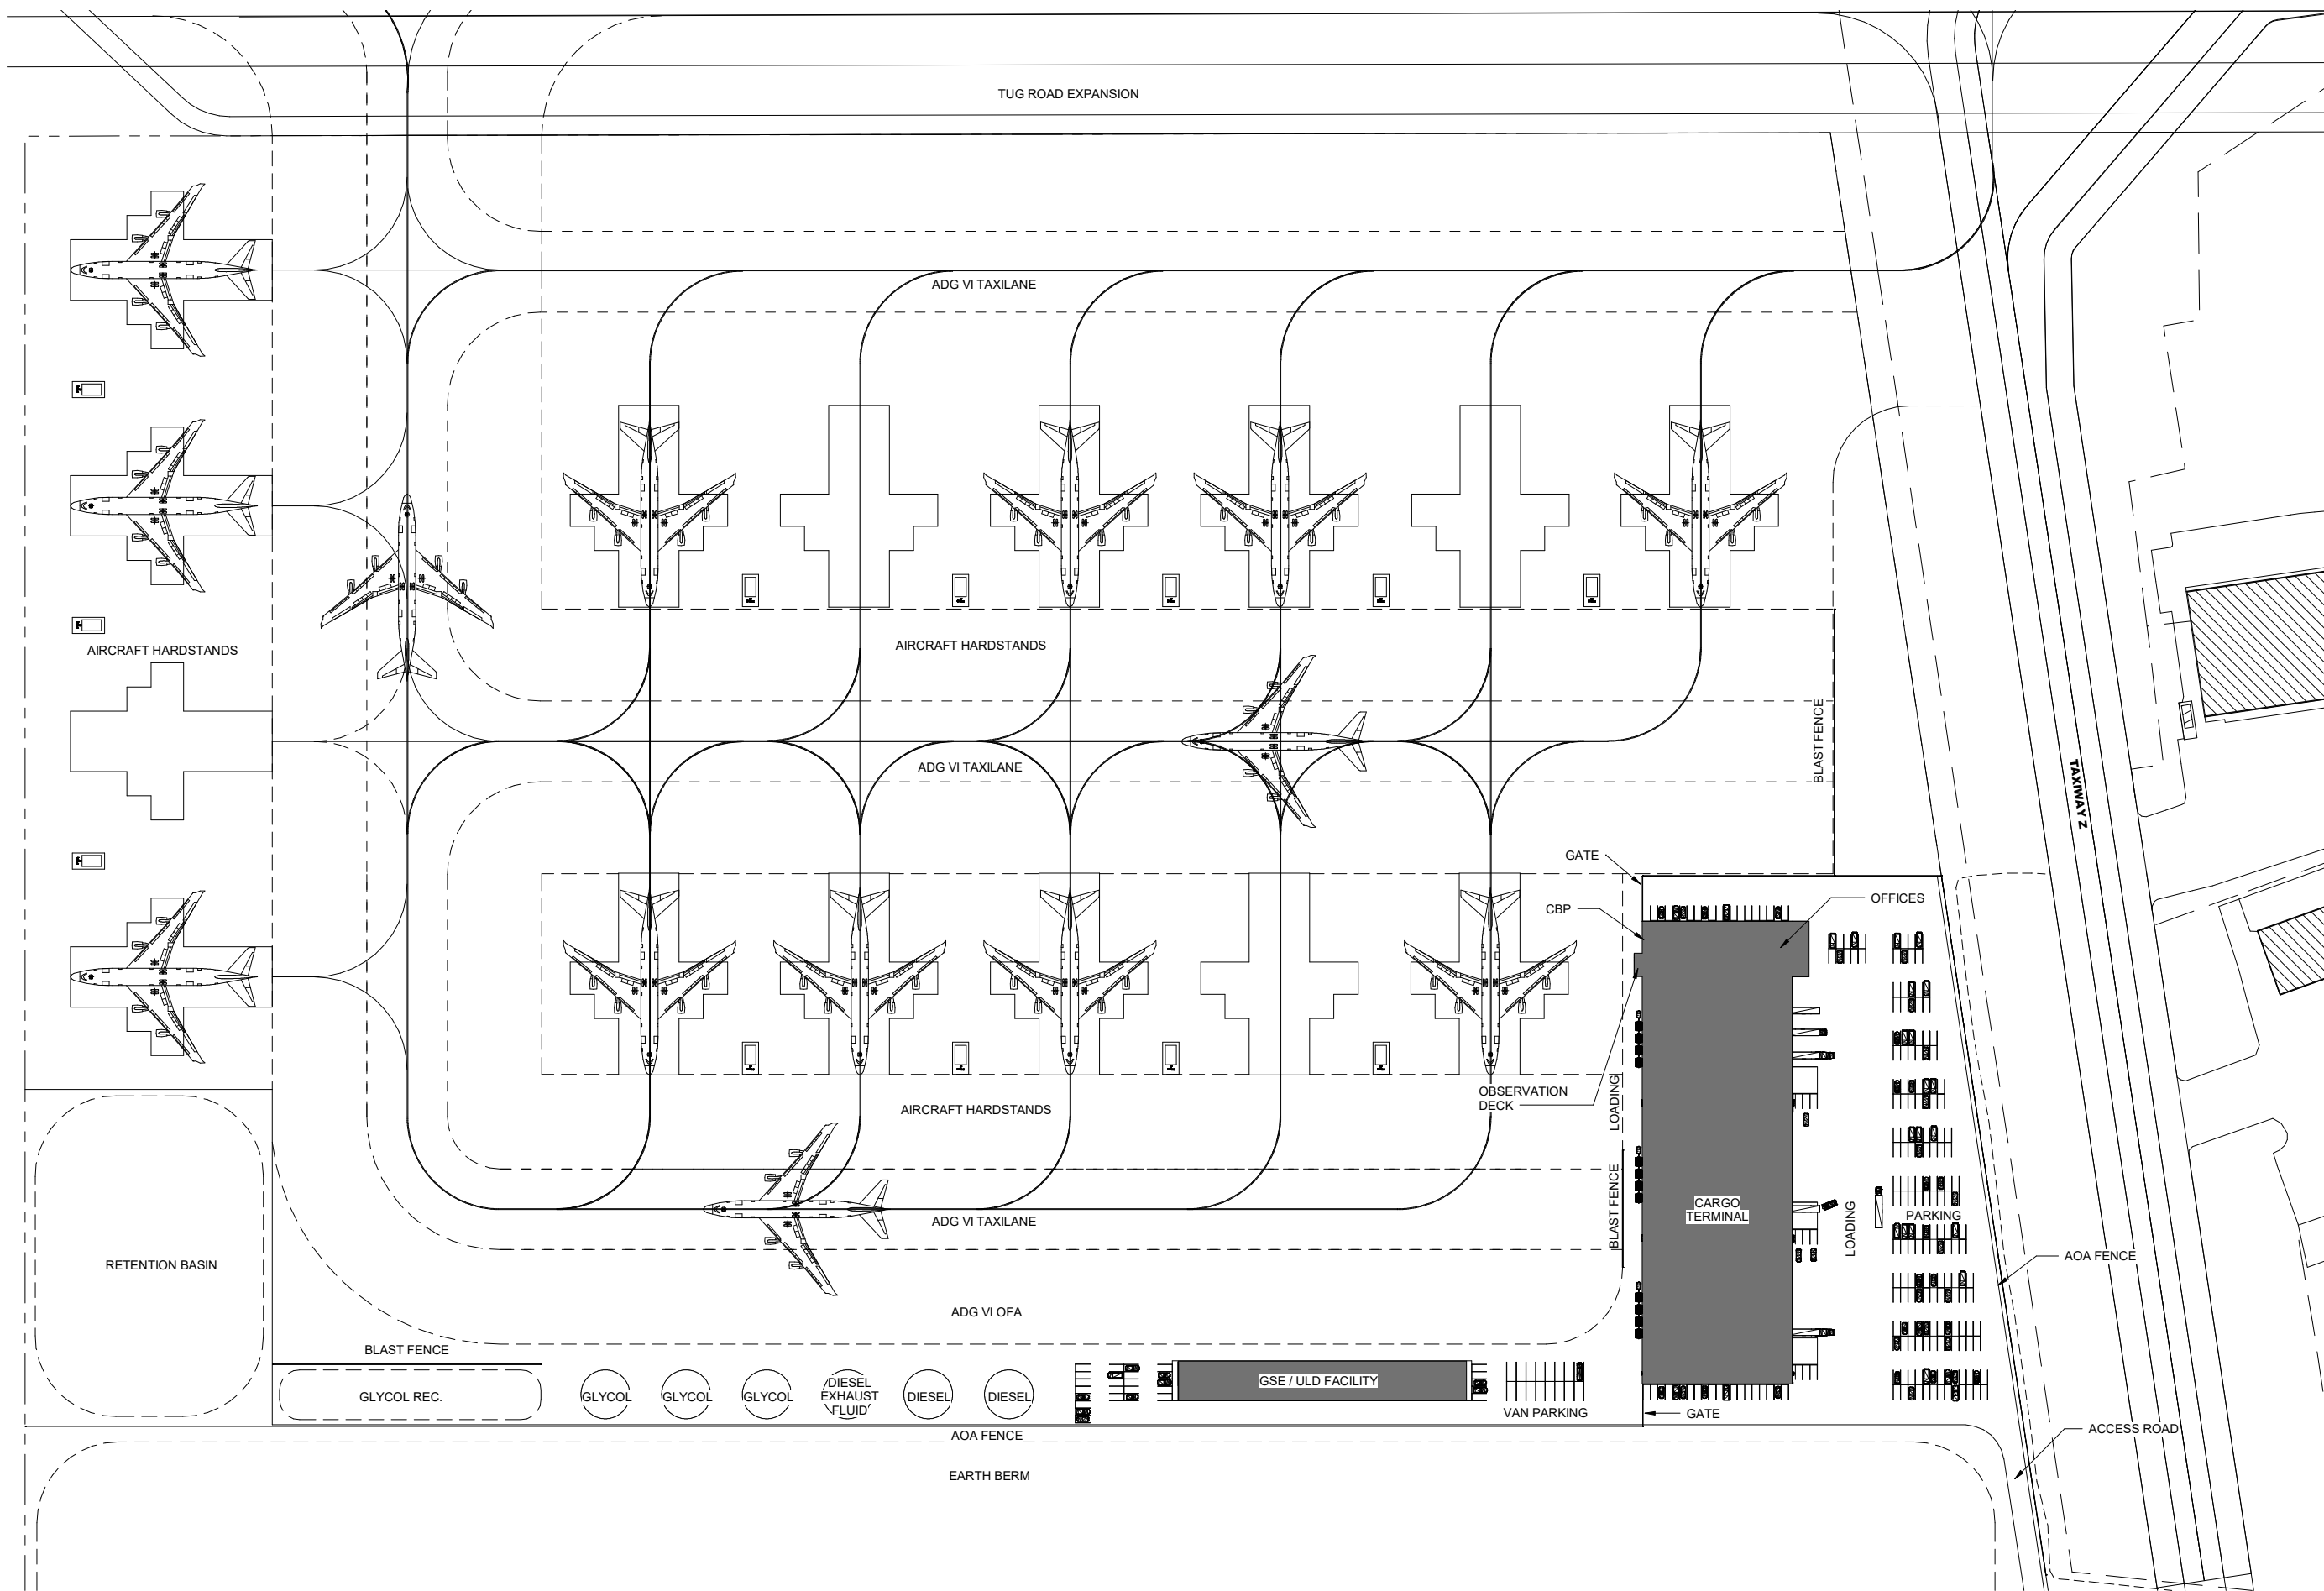 TUG ROAD EXPANSION
ADG VI TAXILANE
AIRCRAFT HARDSTANDS
AIRCRAFT HARDSTANDS
BLAST FENCE
ADG VI TAXILANE
TAXIWAY Z
GATE
CBP
OFFICES
OBSERVATION
DECK
LOADING
AIRCRAFT HARDSTANDS
BLAST FENCE
CARGO
TERMINAL
LOADING
PARKING
ADG VI TAXILANE
AOA FENCE
RETENTION BASIN
ADG VI OFA
BLAST FENCE
GLYCOL REC.
GLYCOL
GLYCOL
GLYCOL
DIESEL
EXHAUST
FLUID
DIESEL
DIESEL
GSE / ULD FACILITY
VAN PARKING
GATE
ACCESS ROAD
AOA FENCE
EARTH BERM